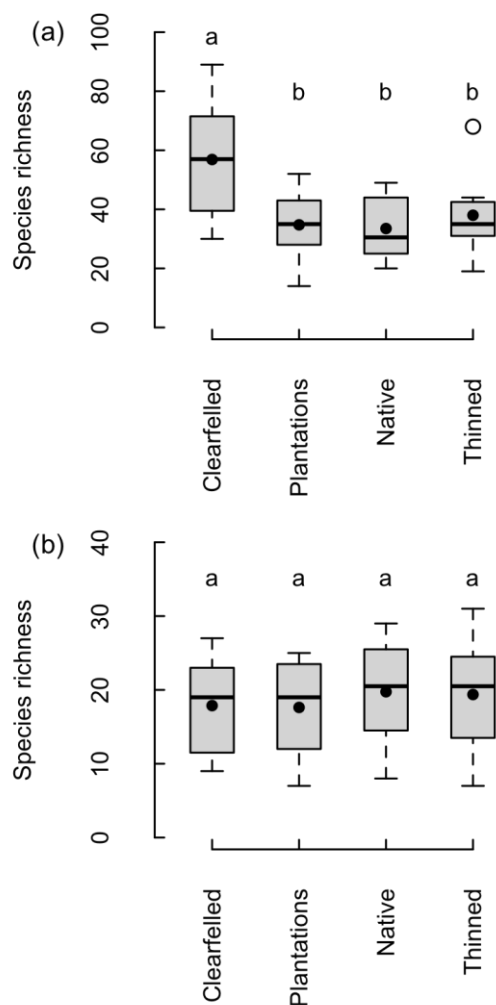 (a)
100
80
60
40
20
0
Species richness
a
b
b
b
Clearfelled
Plantations
Native
Thinned
(b)
40
30
20
10
0
Species richness
a
a
a
a
Clearfelled
Plantations
Native
Thinned